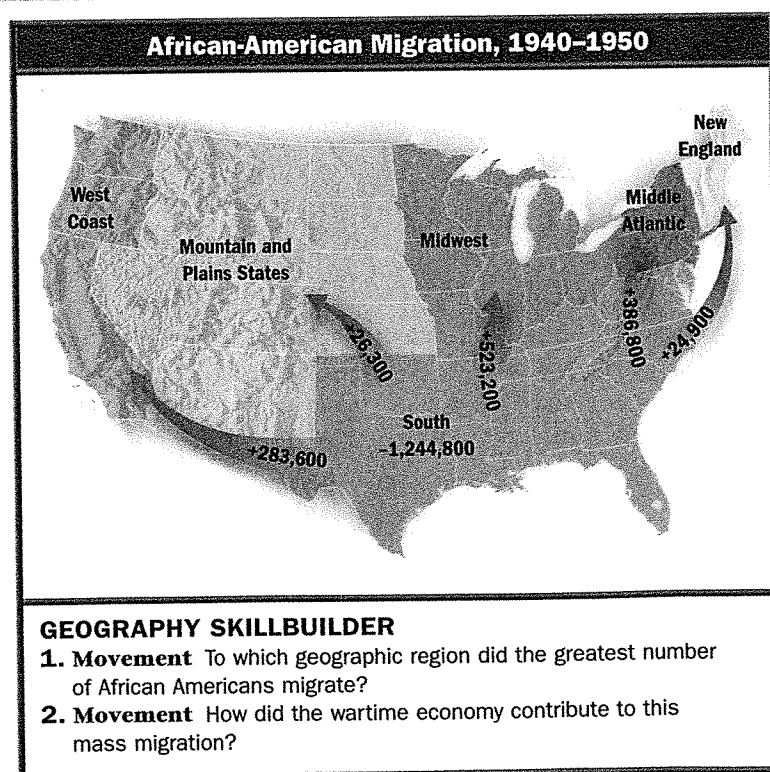 African-American Migration, 1940–1950
New
England
West
Coast
Middle
Atlantic
Mountain and
Plains States
Midwest
+26,300
+523,200
+386,800
+24,900
South
–1,244,800
+283,600
GEOGRAPHY SKILLBUILDER
1. Movement To which geographic region did the greatest number
of African Americans migrate?
2. Movement How did the wartime economy contribute to this
mass migration?